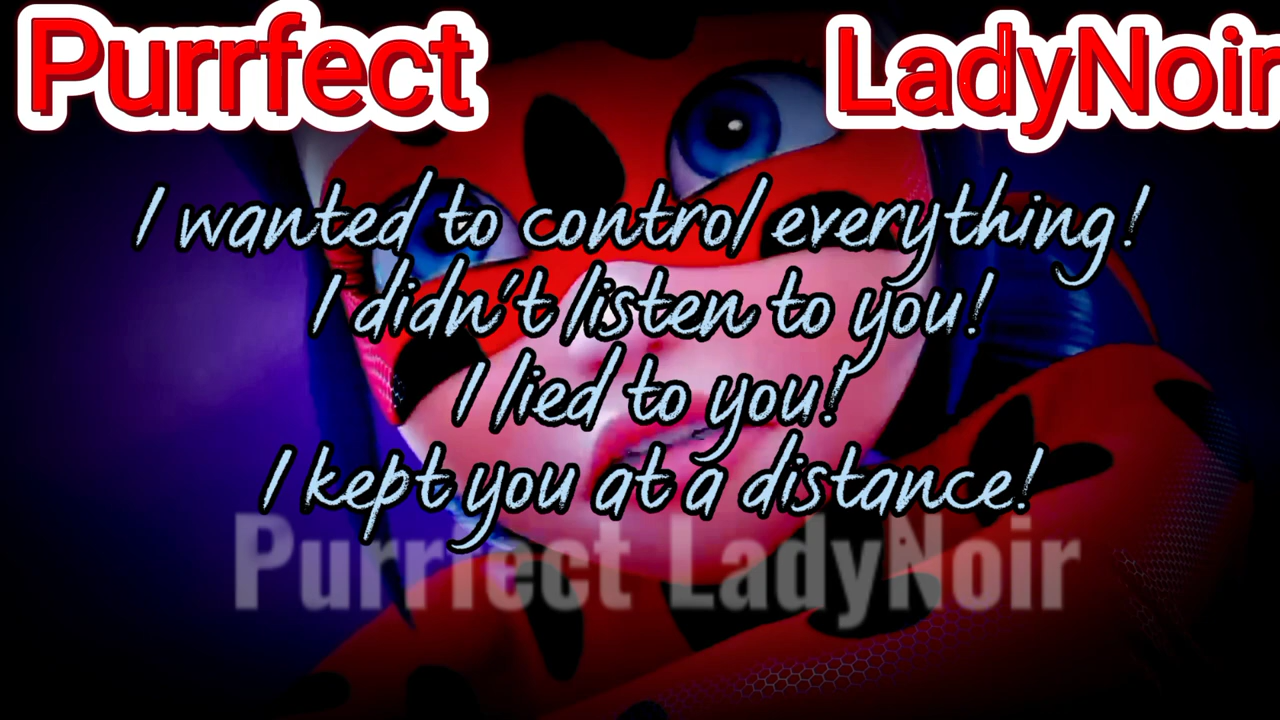 Purrfect LadyNoir
I wanted to control everything!
I didn't listen to you!
I lied to you!
I kept you at a distance!
Purrfect LadyNoir